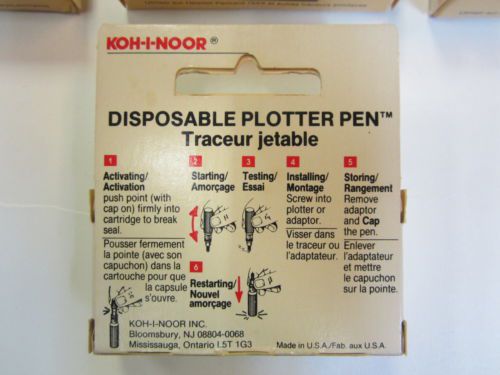 KOH-I-NOOR®
DISPOSABLE PLOTTER PEN™
Traceur jetable
1
Activating/
Activation
push point (with
cap on) firmly into
cartridge to break
seal.
Pousser fermement
la pointe (avec son
capuchon) dans la
cartouche pour que
la capsule
s'ouvre.
2
Starting/
Amorçage
3
Testing/
Essai
4
Installing/
Montage
Screw into
plotter or
adaptor.
Visser dans
le traceur ou
l'adaptateur.
5
Storing/
Rangement
Remove
adaptor
and Cap
the pen.
Enlever
l'adaptateur
et mettre
le capuchon
sur la pointe.
6
Restarting/
Nouvel
amorçage
KOH-I-NOOR INC.
Bloomsbury, NJ 08804-0068
Mississauga, Ontario L5T 1G3
Made in U.S.A./Fab. aux E.U.A.